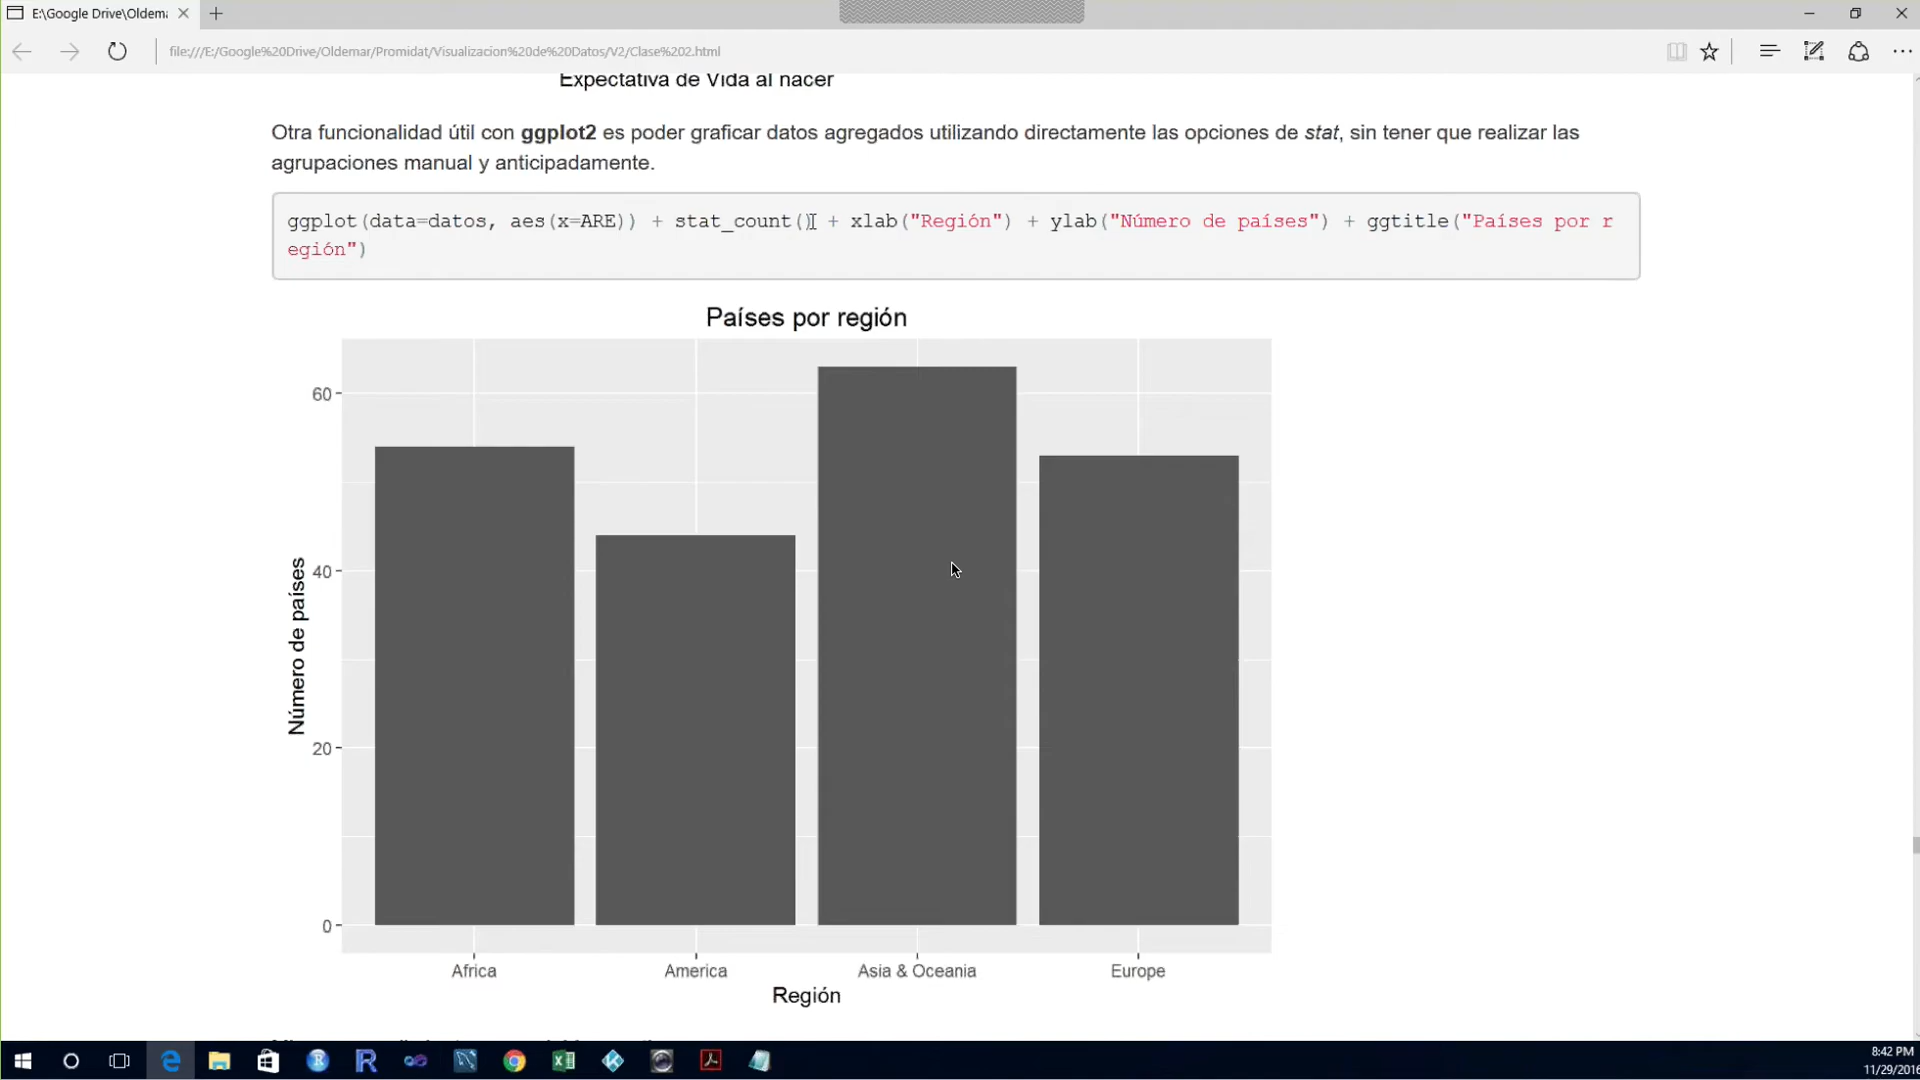 E:\Google Drive\Oldema
file:///E:/Google%20Drive/Oldemar/Promidat/Visualizacion%20de%20Datos/V2/Clase%202.html
Expectativa de Vida al nacer
Otra funcionalidad útil con ggplot2 es poder graficar datos agregados utilizando directamente las opciones de stat, sin tener que realizar las
agrupaciones manual y anticipadamente.
ggplot(data=datos, aes(x=ARE)) + stat_count() + xlab("Región") + ylab("Número de países") + ggtitle("Países por r
egión")
Países por región
60
40
20
0
Número de países
Africa
America
Asia & Oceania
Europe
Región
8:42 PM
11/29/2016